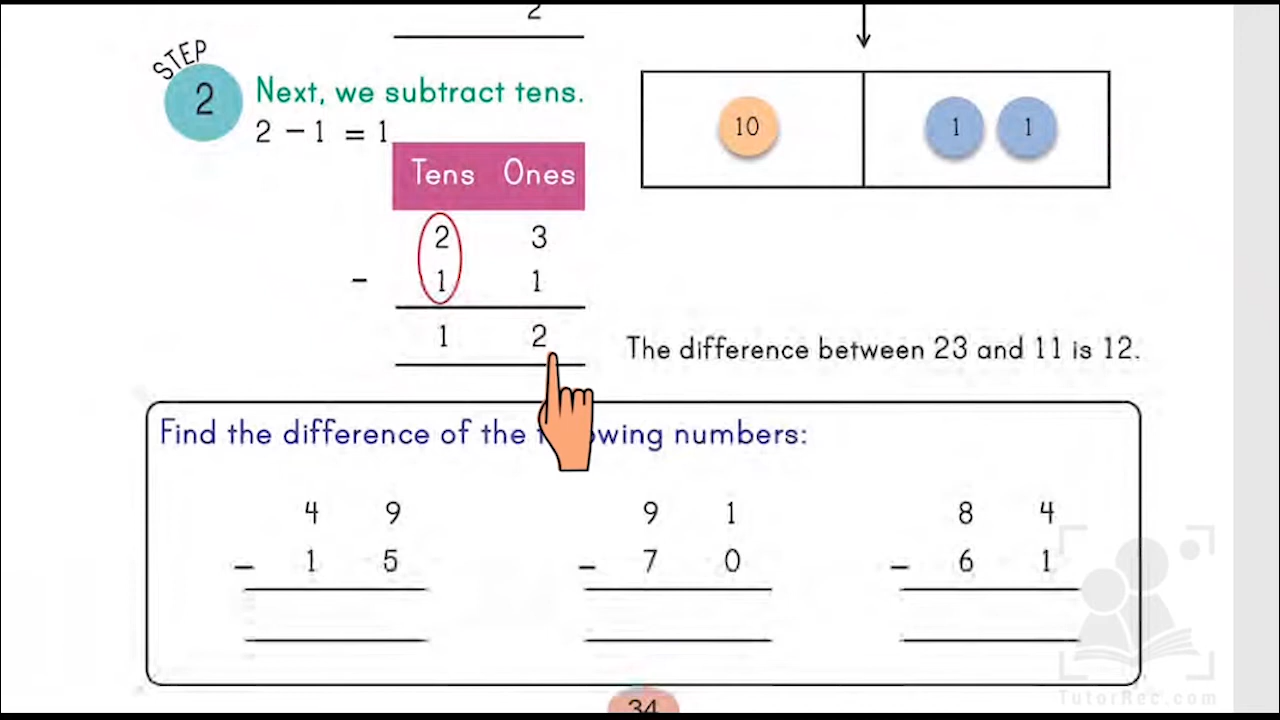 2
STEP
2
Next, we subtract tens.
2 – 1 = 1
10 1 1
Tens Ones
2 3
– 1 1
1 2
The difference between 23 and 11 is 12.
Find the difference of the following numbers:
4 9 9 1 8 4
– 1 5 – 7 0 – 6 1
34
TutorRec.com